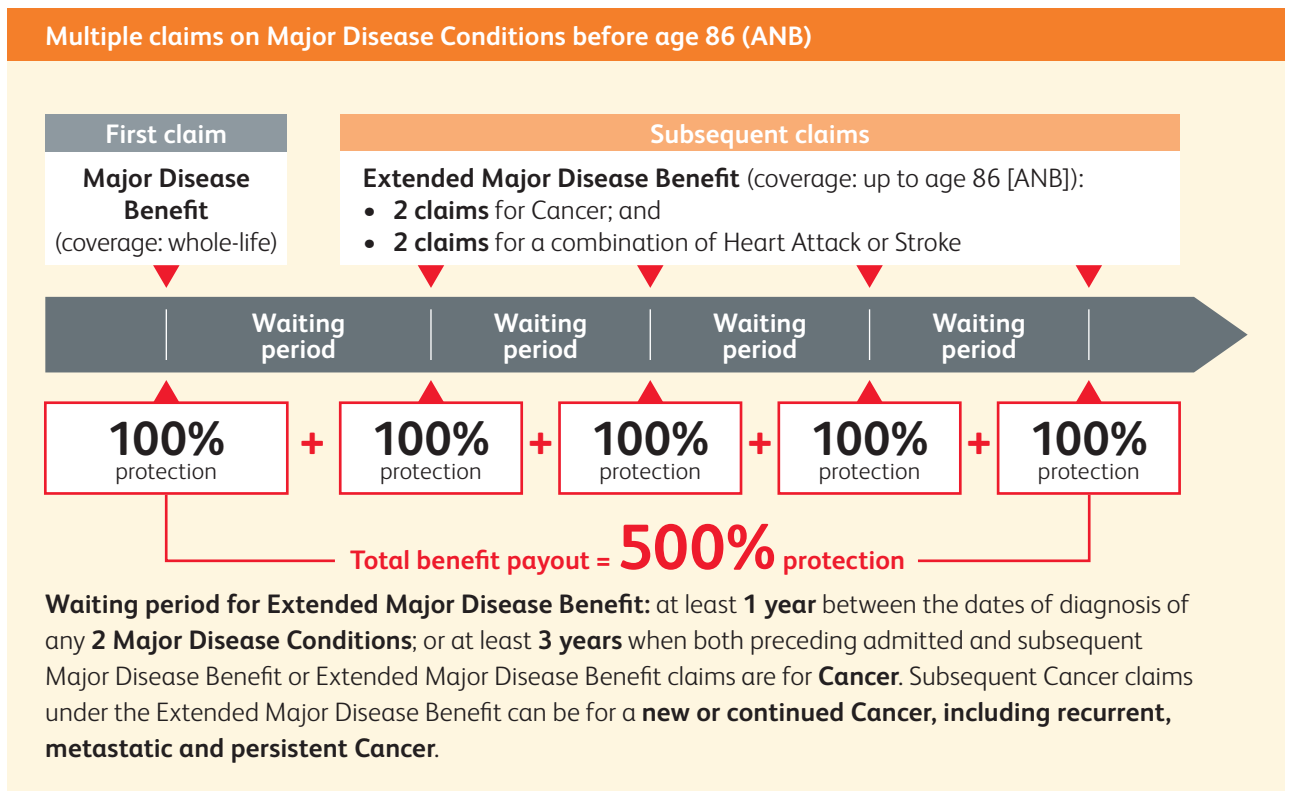 Multiple claims on Major Disease Conditions before age 86 (ANB)
First claim
Major Disease
Benefit
(coverage: whole-life)
Subsequent claims
Extended Major Disease Benefit (coverage: up to age 86 [ANB]):
• 2 claims for Cancer; and
• 2 claims for a combination of Heart Attack or Stroke
Waiting
period
Waiting
period
Waiting
period
Waiting
period
100%
protection
+
100%
protection
+
100%
protection
+
100%
protection
+
100%
protection
Total benefit payout = 500% protection
Waiting period for Extended Major Disease Benefit: at least 1 year between the dates of diagnosis of
any 2 Major Disease Conditions; or at least 3 years when both preceding admitted and subsequent
Major Disease Benefit or Extended Major Disease Benefit claims are for Cancer. Subsequent Cancer claims
under the Extended Major Disease Benefit can be for a new or continued Cancer, including recurrent,
metastatic and persistent Cancer.